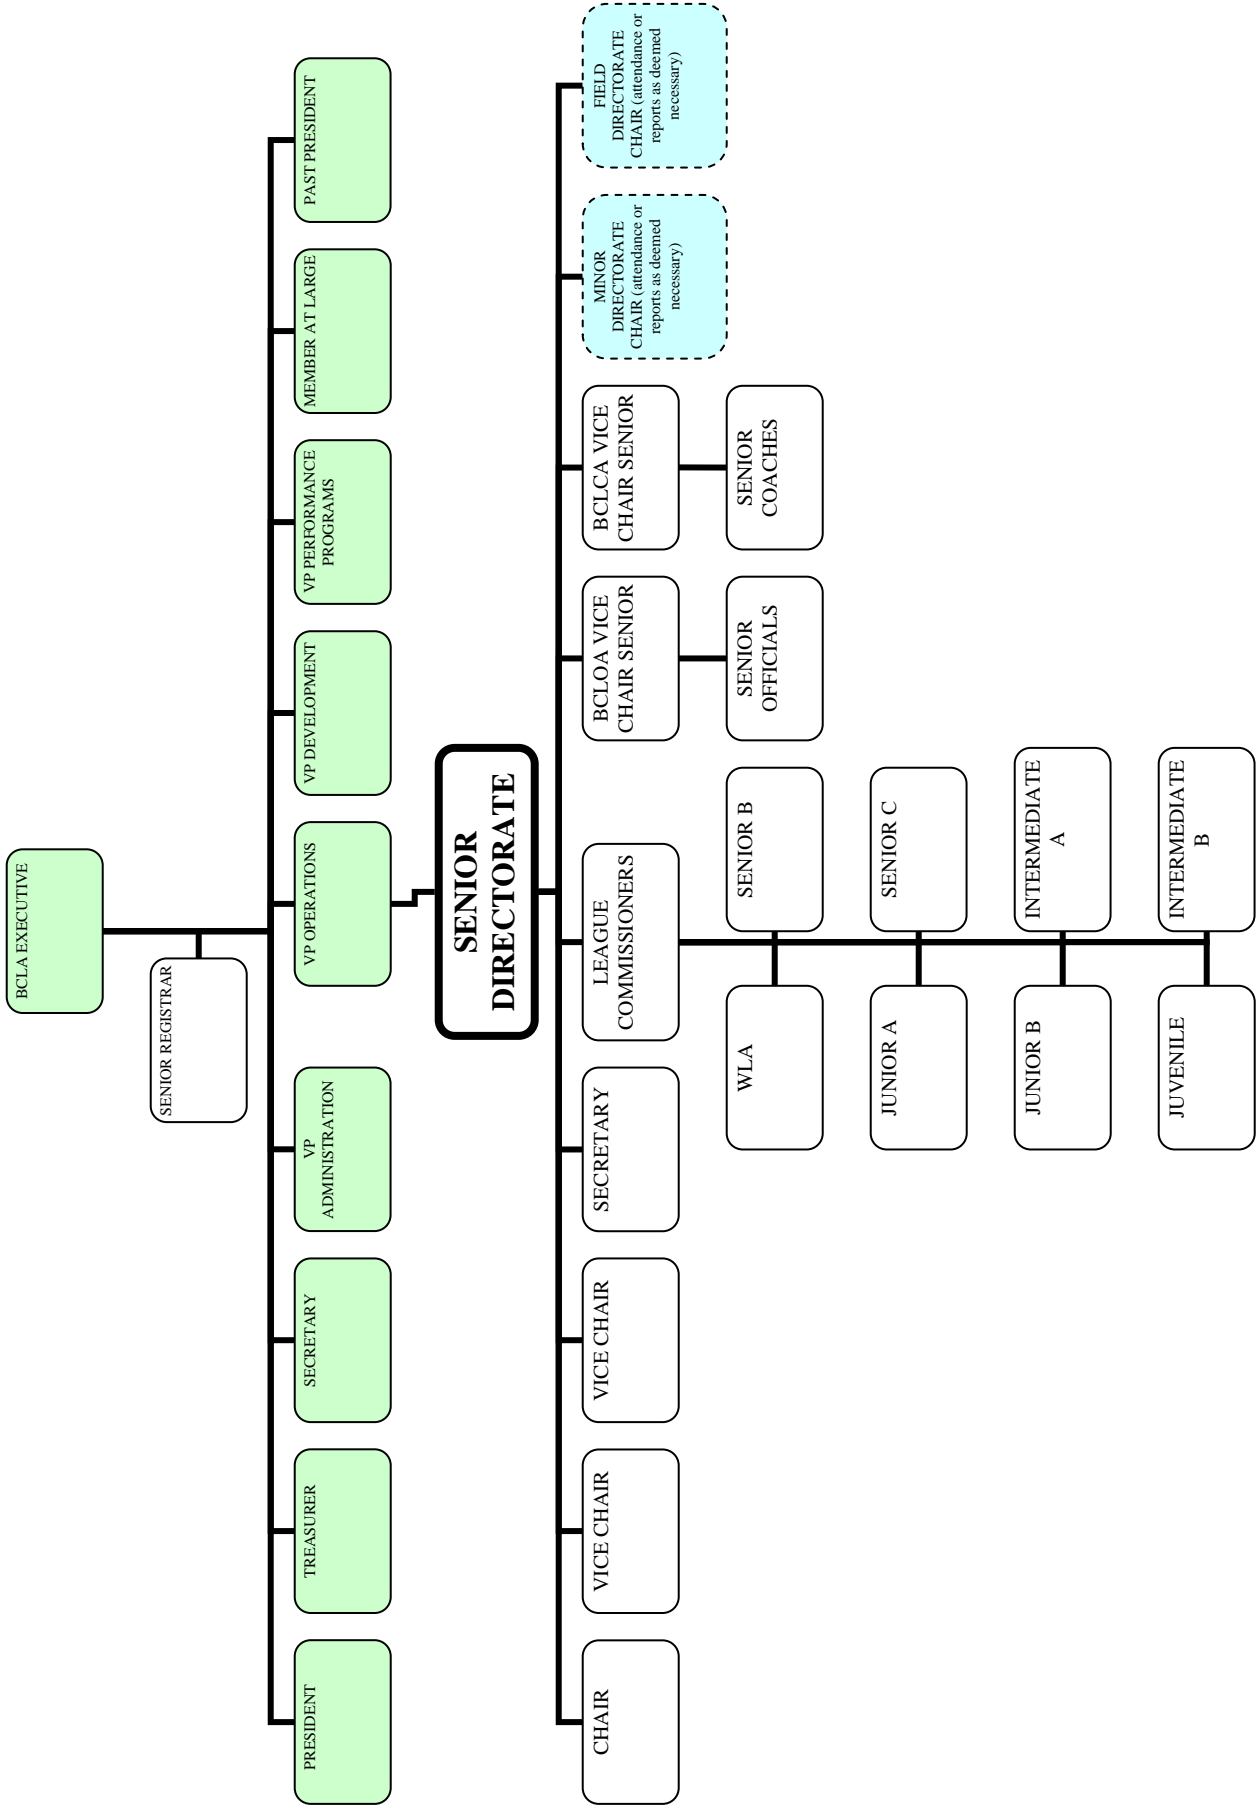 BCLA EXECUTIVE
SENIOR REGISTRAR
PRESIDENT
TREASURER
SECRETARY
VP
ADMINISTRATION
VP OPERATIONS
VP DEVELOPMENT
VP PERFORMANCE
PROGRAMS
MEMBER AT LARGE
PAST PRESIDENT
SENIOR
DIRECTORATE
CHAIR
VICE CHAIR
VICE CHAIR
SECRETARY
LEAGUE
COMMISSIONERS
BCLOA VICE
CHAIR SENIOR
BCLCA VICE
CHAIR SENIOR
MINOR
DIRECTORATE
CHAIR (attendance or
reports as deemed
necessary)
FIELD
DIRECTORATE
CHAIR (attendance or
reports as deemed
necessary)
WLA
SENIOR B
SENIOR
OFFICIALS
SENIOR
COACHES
JUNIOR A
SENIOR C
JUNIOR B
INTERMEDIATE
A
JUVENILE
INTERMEDIATE
B